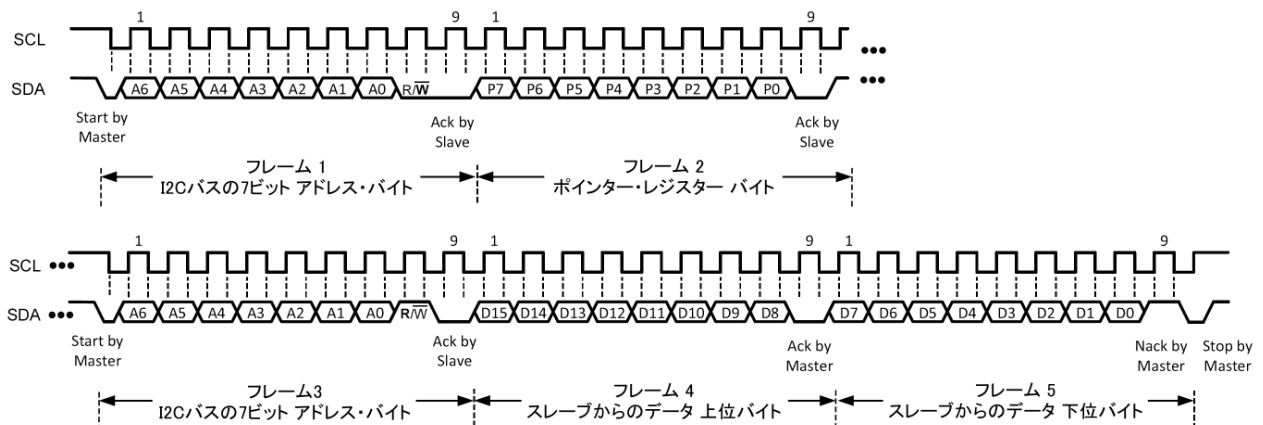 1 9 1 9
SCL •••
SDA A6 A5 A4 A3 A2 A1 A0 R/W P7 P6 P5 P4 P3 P2 P1 P0 •••
Start by Master
Ack by Slave
Ack by Slave
フレーム 1
I2Cバスの7ビット アドレス・バイト
フレーム 2
ポインター・レジスター バイト
1 9 1 9 1 9
SCL •••
SDA ••• A6 A5 A4 A3 A2 A1 A0 R/W D15 D14 D13 D12 D11 D10 D9 D8 D7 D6 D5 D4 D3 D2 D1 D0
Start by Master
Ack by Slave
Ack by Master
Nack by Master
Stop by Master
フレーム3
I2Cバスの7ビット アドレス・バイト
フレーム 4
スレーブからのデータ 上位バイト
フレーム 5
スレーブからのデータ 下位バイト